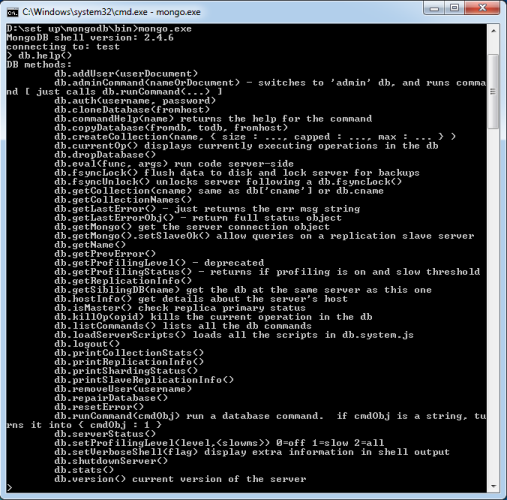 C:\Windows\system32\cmd.exe - mongo.exe
D:\set up\mongodb\bin>mongo.exe
MongoDB shell version: 2.4.6
connecting to: test
> db.help()
DB methods:
db.addUser(userDocument)
db.adminCommand(nameOrDocument) - switches to 'admin' db, and runs comma
nd [ just calls db.runCommand(...) ]
db.auth(username, password)
db.cloneDatabase(fromhost)
db.commandHelp(name) returns the help for the command
db.copyDatabase(fromdb, todb, fromhost)
db.createCollection(name, { size : ..., capped : ..., max : ... } )
db.currentOp() displays currently executing operations in the db
db.dropDatabase()
db.eval(func, args) run code server-side
db.fsyncLock() flush data to disk and lock server for backups
db.fsyncUnlock() unlocks server following a db.fsyncLock()
db.getCollection(cname) same as db['cname'] or db.cname
db.getCollectionNames()
db.getLastError() - just returns the err msg string
db.getLastErrorObj() - return full status object
db.getMongo() get the server connection object
db.getMongo().setSlaveOk() allow queries on a replication slave server
db.getName()
db.getPrevError()
db.getProfilingLevel() - deprecated
db.getProfilingStatus() - returns if profiling is on and slow threshold
db.getReplicationInfo()
db.getSiblingDB(name) get the db at the same server as this one
db.hostInfo() get details about the server's host
db.isMaster() check replica primary status
db.killOp(opid) kills the current operation in the db
db.listCommands() lists all the db commands
db.loadServerScripts() loads all the scripts in db.system.js
db.logout()
db.printCollectionStats()
db.printReplicationInfo()
db.printShardingStatus()
db.printSlaveReplicationInfo()
db.removeUser(username)
db.repairDatabase()
db.resetError()
db.runCommand(cmdObj) run a database command.  if cmdObj is a string, tu
rns it into { cmdObj : 1 }
db.serverStatus()
db.setProfilingLevel(level,<slowms>) 0=off 1=slow 2=all
db.setVerboseShell(flag) display extra information in shell output
db.shutdownServer()
db.stats()
db.version() current version of the server
>